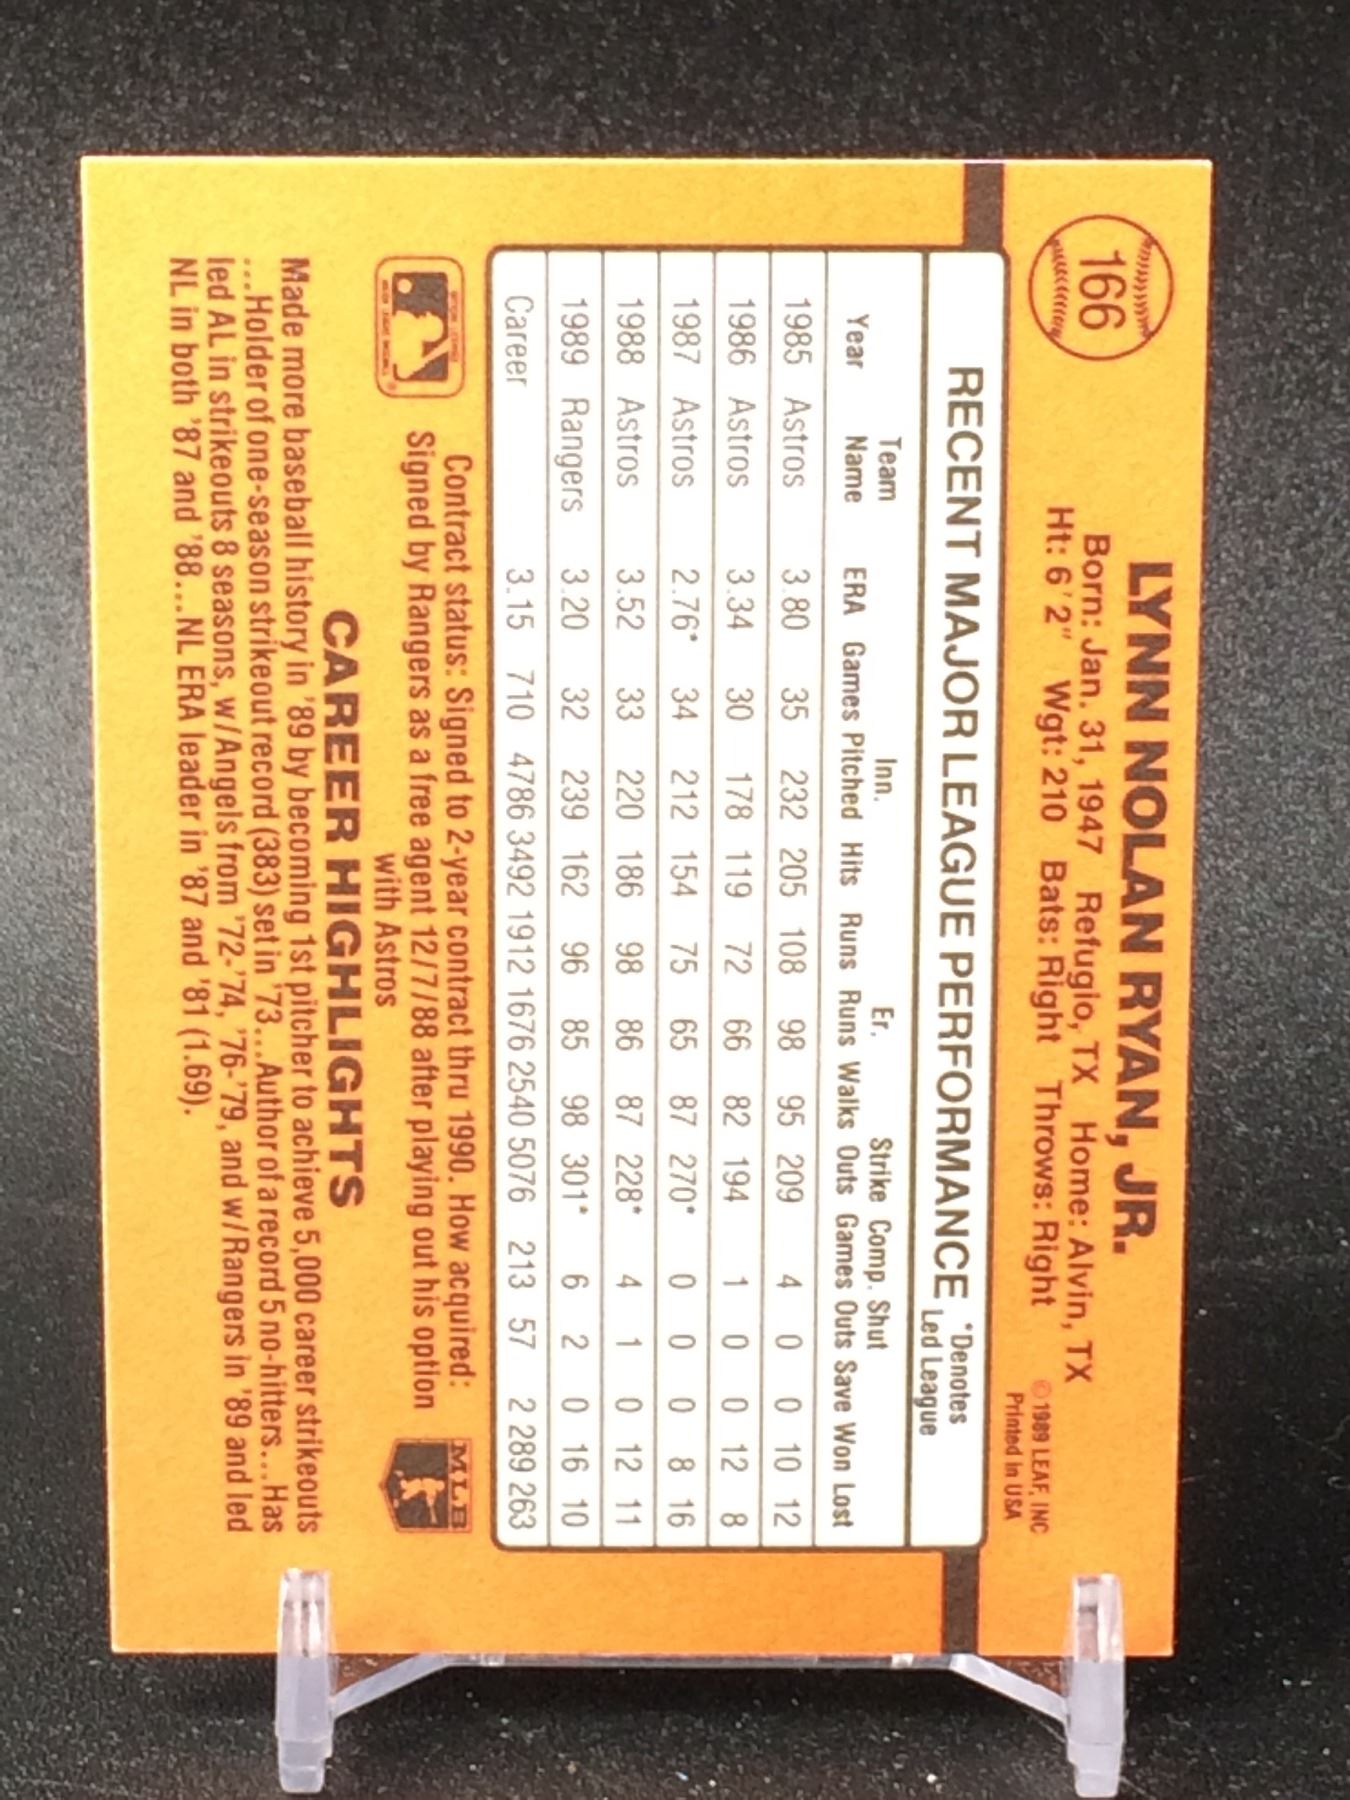 166
LYNN NOLAN RYAN, JR.
Born: Jan. 31, 1947 Refugio, TX Home: Alvin, TX
Ht: 6'2" Wgt: 210 Bats: Right Throws: Right
© 1989 LEAF, INC
Printed in USA
RECENT MAJOR LEAGUE PERFORMANCE *Denotes
Led League
Team Inn. Er. Strike Comp. Shut
Year Name ERA Games Pitched Hits Runs Runs Walks Outs Games Outs Save Won Lost
1985 Astros 3.80 35 232 205 108 98 95 209 4 0 0 10 12
1986 Astros 3.34 30 178 119 72 66 82 194 1 0 0 12 8
1987 Astros 2.76* 34 212 154 75 65 87 270* 0 0 0 8 16
1988 Astros 3.52 33 220 186 98 86 87 228* 4 1 0 12 11
1989 Rangers 3.20 32 239 162 96 85 98 301* 6 2 0 16 10
Career 3.15 710 4786 3492 1912 1676 2540 5076 213 57 2 289 263
Contract status: Signed to 2-year contract thru 1990. How acquired:
Signed by Rangers as a free agent 12/7/88 after playing out his option
with Astros
MLB
CAREER HIGHLIGHTS
Made more baseball history in '89 by becoming 1st pitcher to achieve 5,000 career strikeouts
...Holder of one-season strikeout record (383) set in '73...Author of a record 5 no-hitters...Has
led AL in strikeouts 8 seasons, w/Angels from '72-'74, '76-'79, and w/Rangers in '89 and led
NL in both '87 and '88...NL ERA leader in '87 and '81 (1.69).